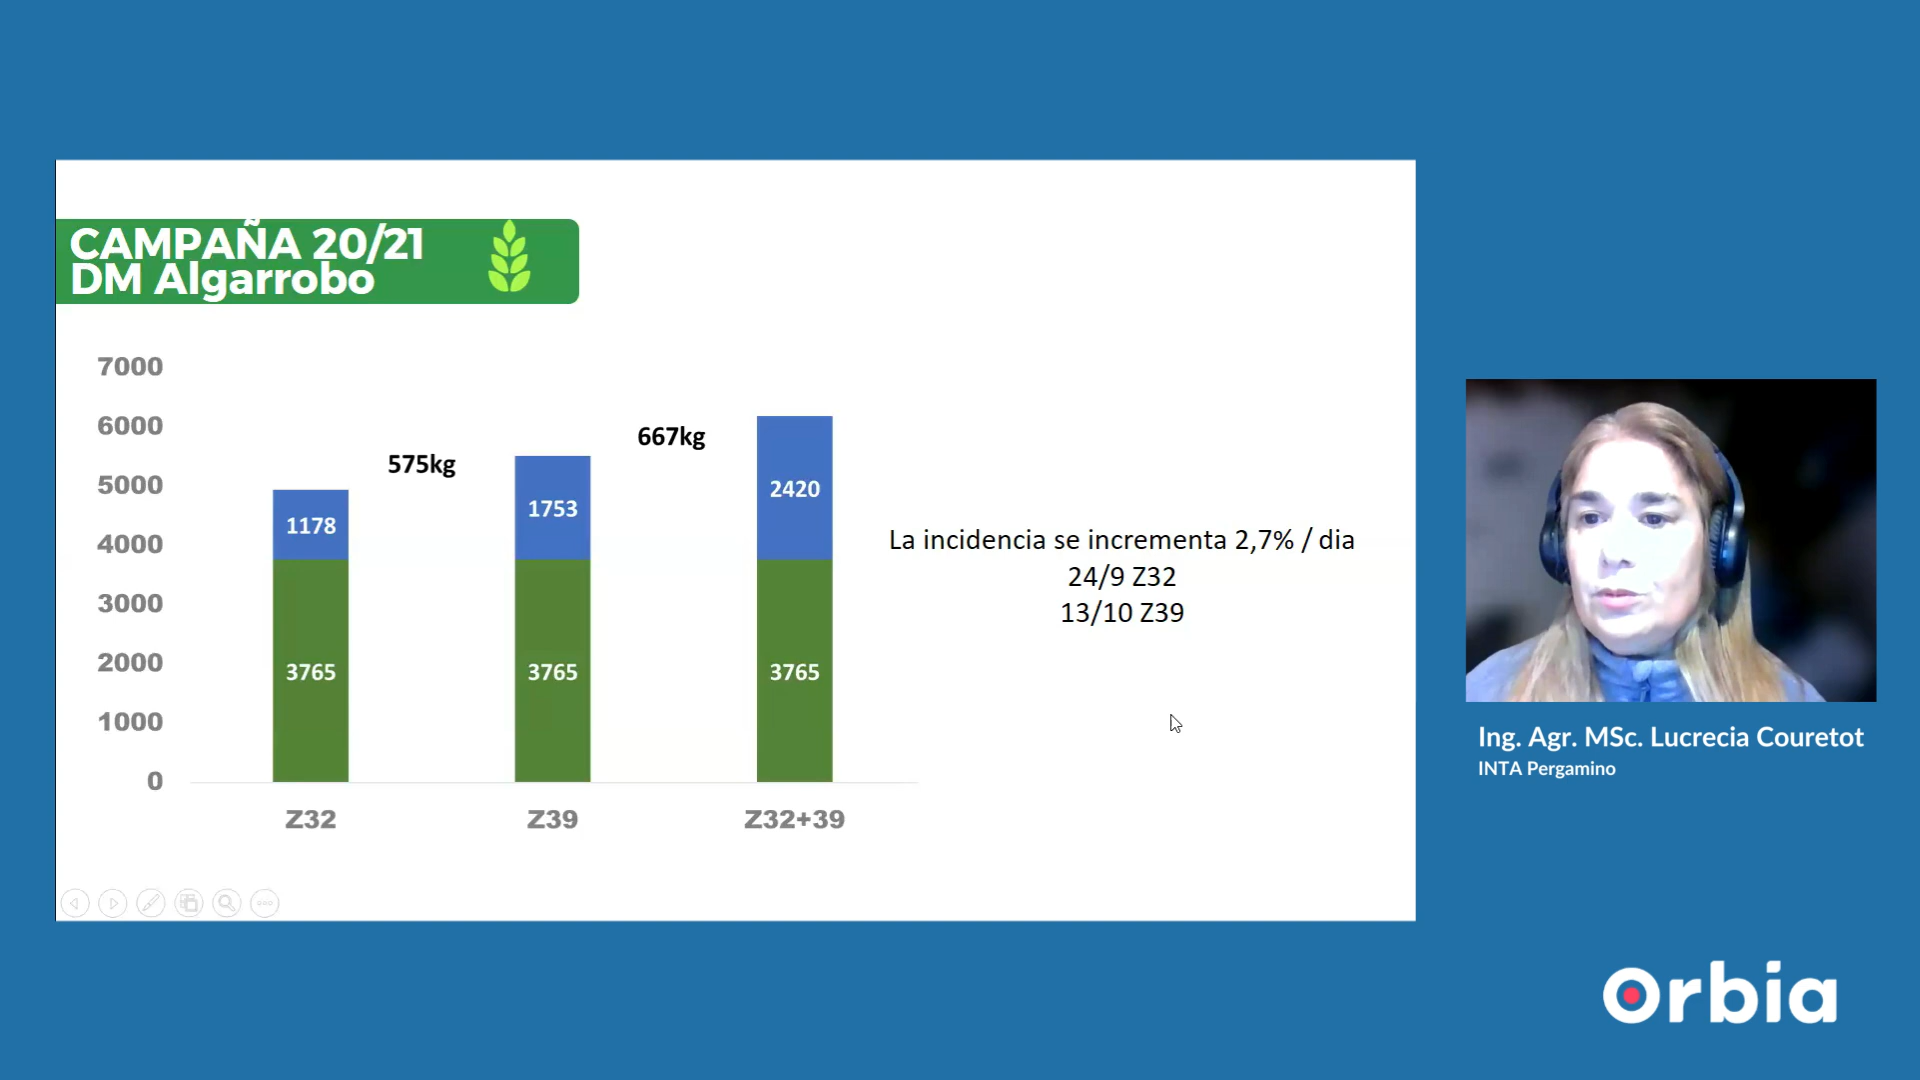 CAMPAÑA 20/21
DM Algarrobo
7000
6000
5000
4000
3000
2000
1000
0
575kg
667kg
1178
1753
2420
3765
3765
3765
Z32
Z39
Z32+39
La incidencia se incrementa 2,7% / dia
24/9 Z32
13/10 Z39
Ing. Agr. MSc. Lucrecia Couretot
INTA Pergamino
Orbia